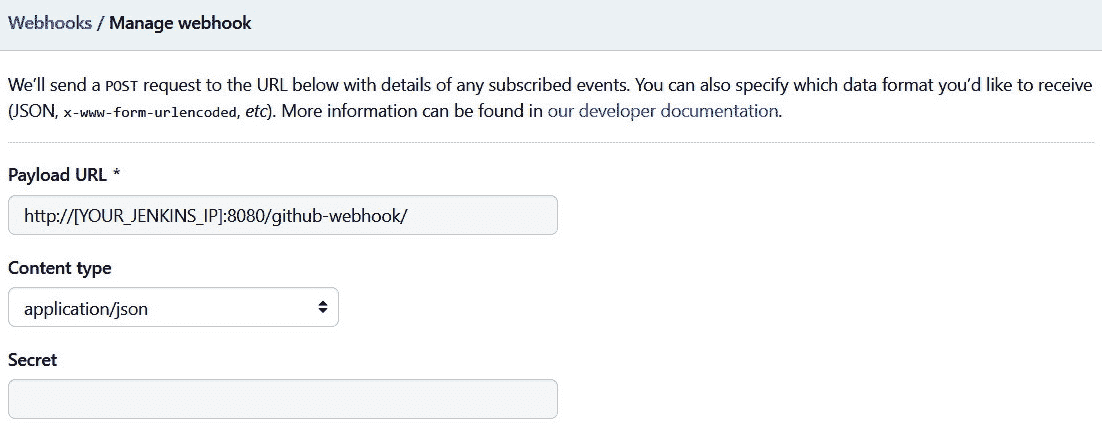 Webhooks / Manage webhook
We’ll send a POST request to the URL below with details of any subscribed events. You can also specify which data format you’d like to receive
(JSON, x-www-form-urlencoded, etc). More information can be found in our developer documentation.
Payload URL *
http://[YOUR_JENKINS_IP]:8080/github-webhook/
Content type
application/json
Secret